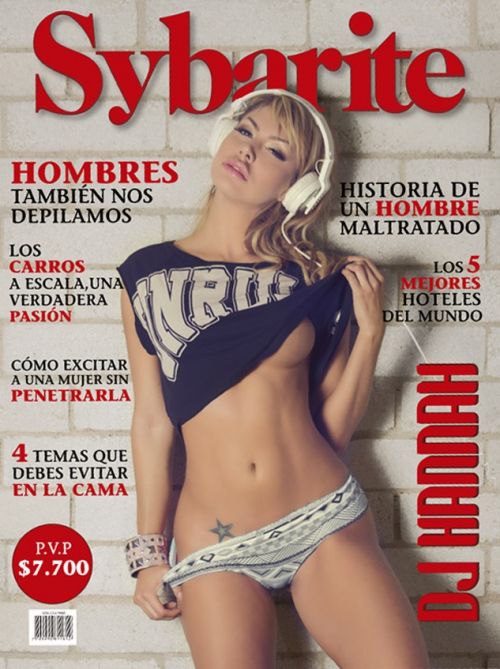 Sybarite
HOMBRES
TAMBIÉN NOS
DEPILAMOS
LOS
CARROS
A ESCALA,UNA
VERDADERA
PASIÓN
CÓMO EXCITAR
A UNA MUJER SIN
PENETRARLA
4 TEMAS QUE
DEBES EVITAR
EN LA CAMA
P.V.P
$7.700
HISTORIA DE
UN HOMBRE
MALTRATADO
LOS 5
MEJORES
HOTELES
DEL MUNDO
DJ HANNAH